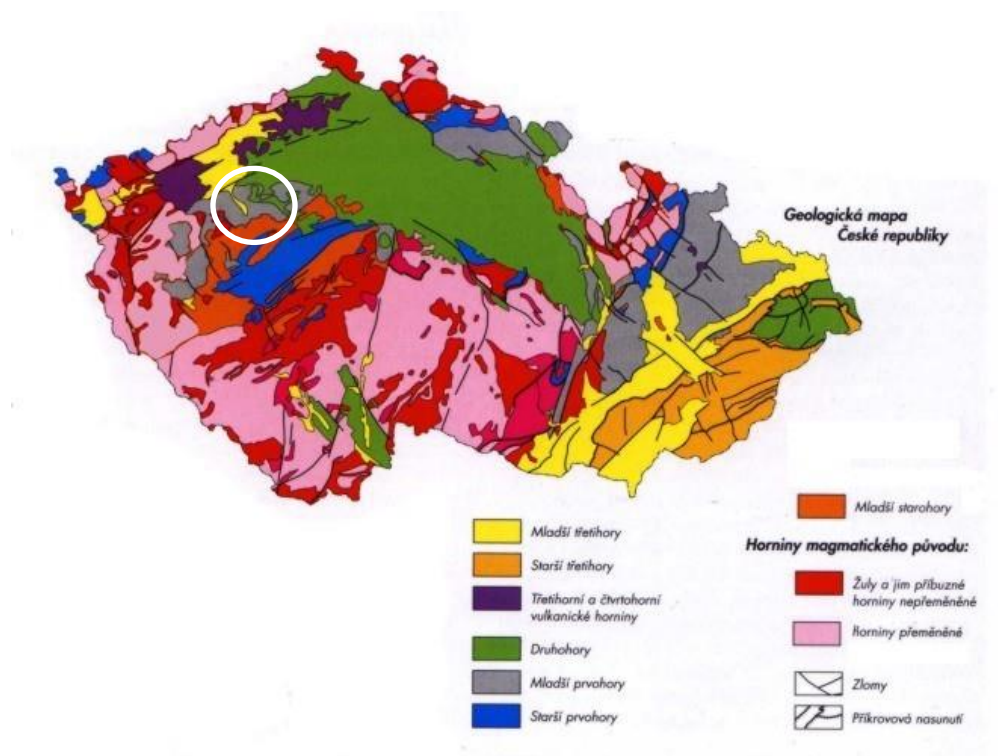 Geologická mapa
České republiky
Mladší třetihory
Starší třetihory
Třetihorní a čtvrtohorní
vulkanické horniny
Druhohory
Mladší prvohory
Starší prvohory
Mladší starohory
Horniny magmatického původu:
Žuly a jim příbuzné
horniny nepřeměněné
Horniny přeměněné
Zlomy
Příkrovová nasunutí